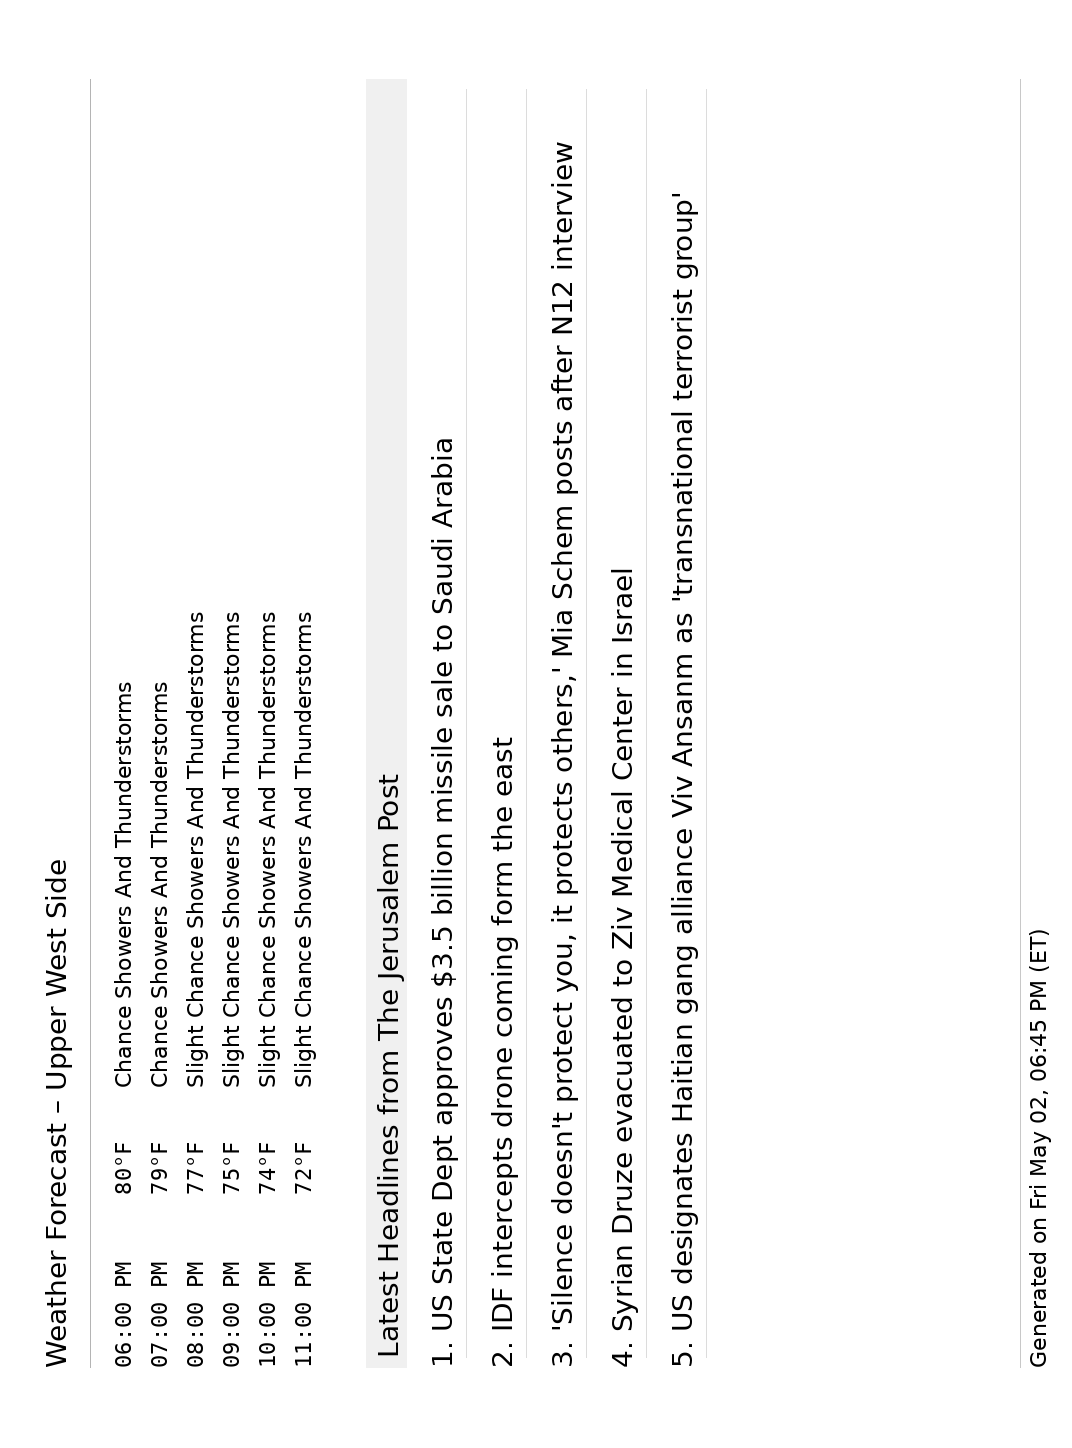 Weather Forecast – Upper West Side
06:00 PM 80°F Chance Showers And Thunderstorms
07:00 PM 79°F Chance Showers And Thunderstorms
08:00 PM 77°F Slight Chance Showers And Thunderstorms
09:00 PM 75°F Slight Chance Showers And Thunderstorms
10:00 PM 74°F Slight Chance Showers And Thunderstorms
11:00 PM 72°F Slight Chance Showers And Thunderstorms
Latest Headlines from The Jerusalem Post
1. US State Dept approves $3.5 billion missile sale to Saudi Arabia
2. IDF intercepts drone coming form the east
3. 'Silence doesn't protect you, it protects others,' Mia Schem posts after N12 interview
4. Syrian Druze evacuated to Ziv Medical Center in Israel
5. US designates Haitian gang alliance Viv Ansanm as 'transnational terrorist group'
Generated on Fri May 02, 06:45 PM (ET)